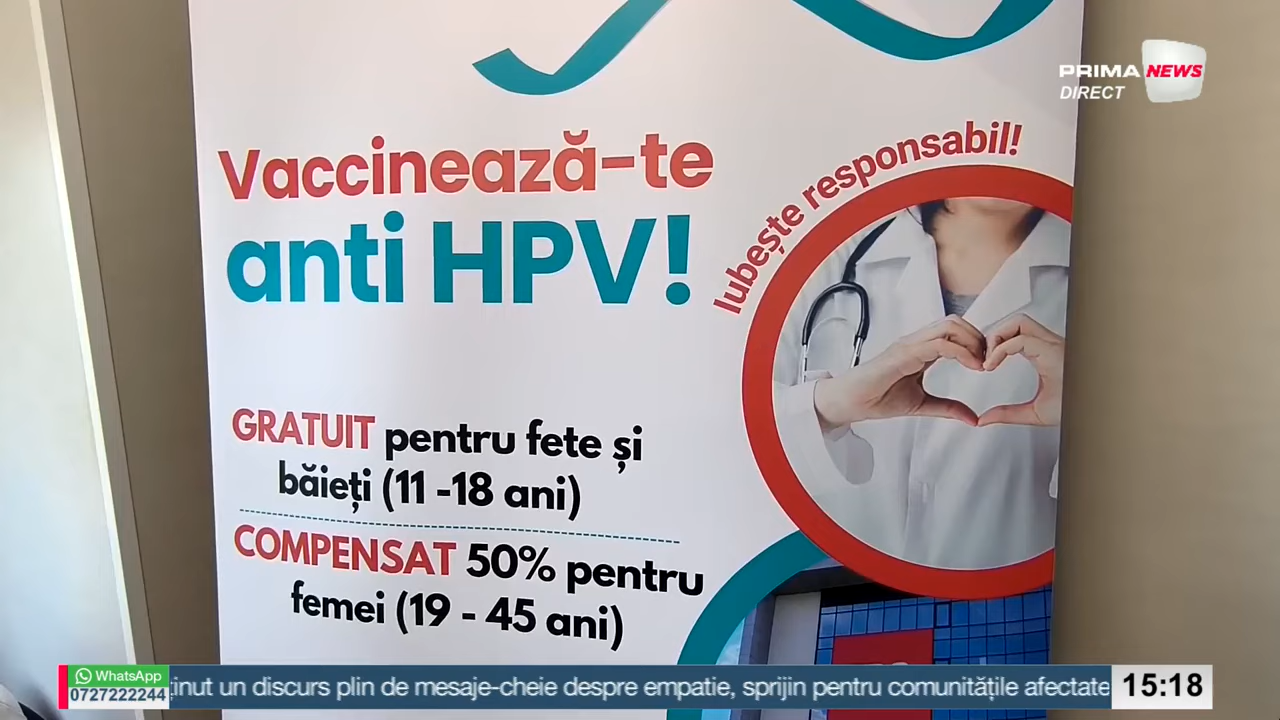 PRIMA NEWS
DIRECT
Iubește responsabil!
Vaccinează-te
anti HPV!
GRATUIT pentru fete și
băieți (11 -18 ani)
COMPENSAT 50% pentru
femei (19 - 45 ani)
WhatsApp
0727222244
ținut un discurs plin de mesaje-cheie despre empatie, sprijin pentru comunitățile afectate
15:18